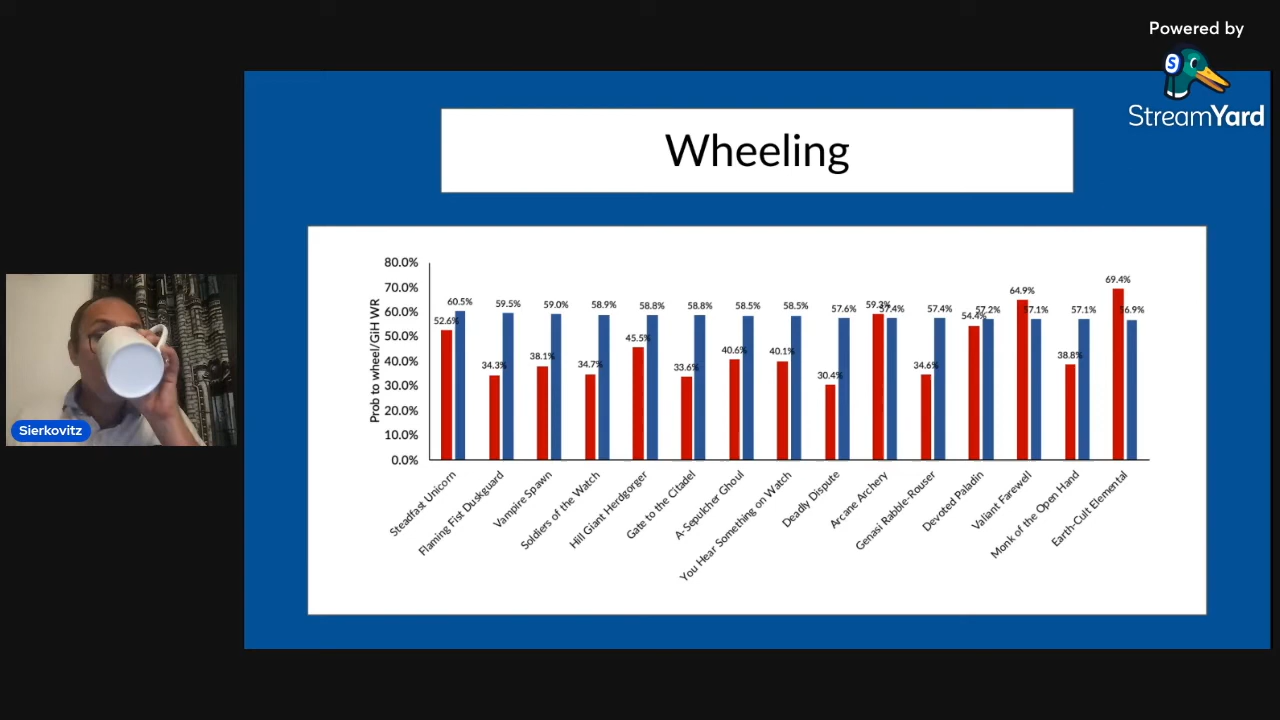 Powered by
S
StreamYard
Wheeling
Prob to wheel/GiH WR
80.0%
70.0%
60.0%
50.0%
40.0%
30.0%
20.0%
10.0%
0.0%
52.6% 60.5%
34.3% 59.5%
38.1% 59.0%
34.7% 58.9%
45.5% 58.8%
33.6% 58.8%
40.6% 58.5%
40.1% 58.5%
30.4% 57.6%
59.3% 57.4%
34.6% 57.4%
54.4% 57.2%
64.9% 57.1%
38.8% 57.1%
69.4% 56.9%
Steadfast Unicorn
Flaming Fist Duskguard
Vampire Spawn
Soldiers of the Watch
Hill Giant Herdgorger
Gate to the Citadel
A-Sepulcher Ghoul
You Hear Something on Watch
Deadly Dispute
Arcane Archery
Genasi Rabble-Rouser
Devoted Paladin
Valiant Farewell
Monk of the Open Hand
Earth-Cult Elemental
Sierkovitz